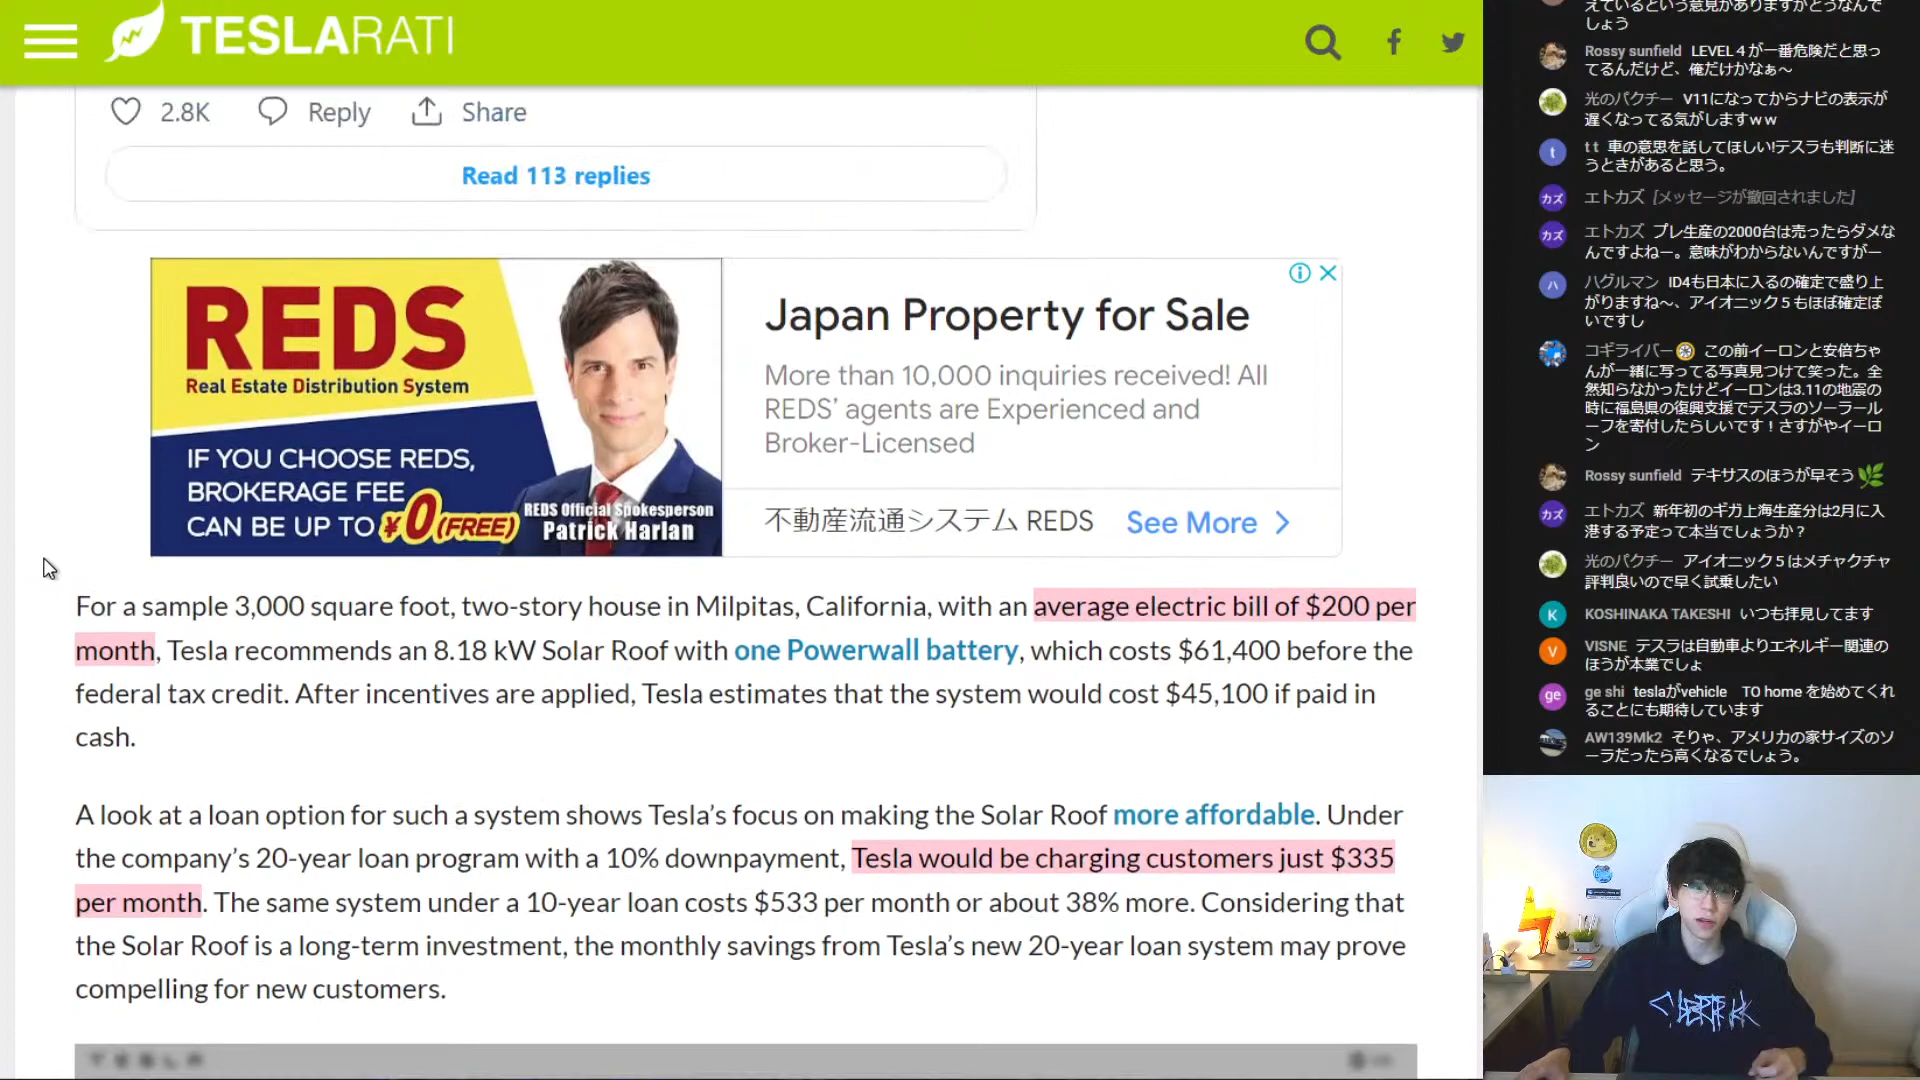 TESLARATI
2.8K Reply Share
Read 113 replies
REDS
Real Estate Distribution System
IF YOU CHOOSE REDS,
BROKERAGE FEE
CAN BE UP TO ¥0(FREE)
REDS Official Spokesperson
Patrick Harlan
Japan Property for Sale
More than 10,000 inquiries received! All
REDS’ agents are Experienced and
Broker-Licensed
不動産流通システム REDS
See More
For a sample 3,000 square foot, two-story house in Milpitas, California, with an average electric bill of $200 per
month, Tesla recommends an 8.18 kW Solar Roof with one Powerwall battery, which costs $61,400 before the
federal tax credit. After incentives are applied, Tesla estimates that the system would cost $45,100 if paid in
cash.
A look at a loan option for such a system shows Tesla’s focus on making the Solar Roof more affordable. Under
the company’s 20-year loan program with a 10% downpayment, Tesla would be charging customers just $335
per month. The same system under a 10-year loan costs $533 per month or about 38% more. Considering that
the Solar Roof is a long-term investment, the monthly savings from Tesla’s new 20-year loan system may prove
compelling for new customers.
TESLA
えているという意見がありますがどうなんで
しょう
Rossy sunfield LEVEL４が一番危険だと思っ
てるんだけど、俺だけかなぁ〜
光のパクチー V11になってからナビの表示が
遅くなってる気がしますｗｗ
t t 車の意思を話してほしい!テスラも判断に迷
うときがあると思う。
エトカズ [メッセージが撤回されました]
エトカズ プレ生産の2000台は売ったらダメな
んですよねー。意味がわからないんですがー
ハグルマン ID4も日本に入るの確定で盛り上
がりますね〜、アイオニック５もほぼ確定ぽ
いですし
コギライバー この前イーロンと安倍ちゃ
んが一緒に写ってる写真見つけて笑った。全
然知らなかったけどイーロンは3.11の地震の
時に福島県の復興支援でテスラのソーラール
ーフを寄付したらしいです！さすがやイーロ
ン
Rossy sunfield テキサスのほうが早そう
エトカズ 新年初のギガ上海生産分は2月に入
港する予定って本当でしょうか？
光のパクチー アイオニック５はメチャクチャ
評判良いので早く試乗したい
KOSHINAKA TAKESHI いつも拝見してます
VISNE テスラは自動車よりエネルギー関連の
ほうが本業でしょ
ge shi teslaがvehicle TO home を始めてくれ
ることにも期待しています
AW139Mk2 そりゃ、アメリカの家サイズのソ
ーラだったら高くなるでしょう。